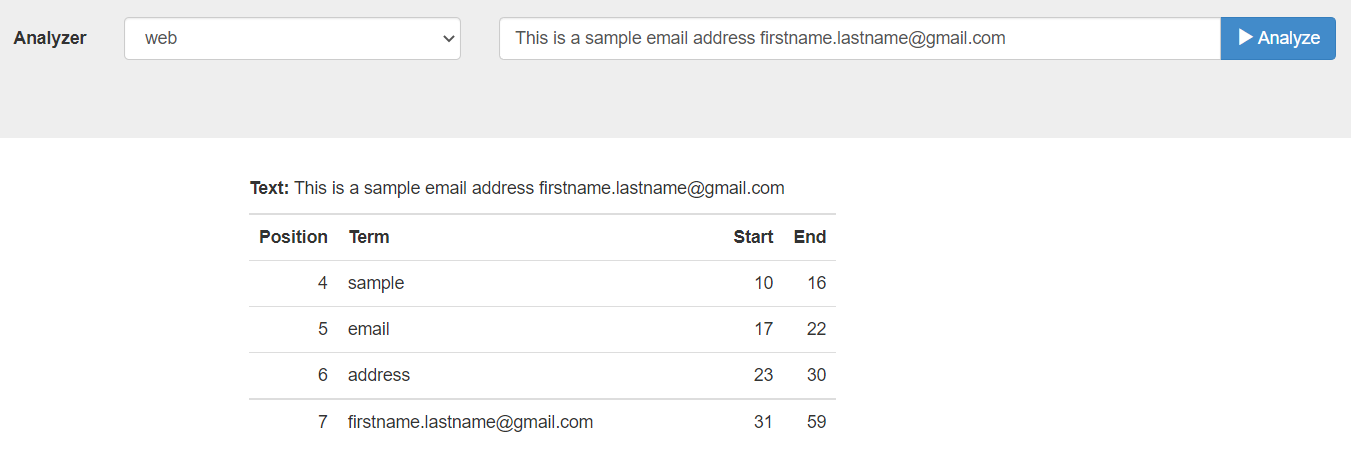 Analyzer web This is a sample email address firstname.lastname@gmail.com Analyze
Text: This is a sample email address firstname.lastname@gmail.com
Position Term Start End
4 sample 10 16
5 email 17 22
6 address 23 30
7 firstname.lastname@gmail.com 31 59